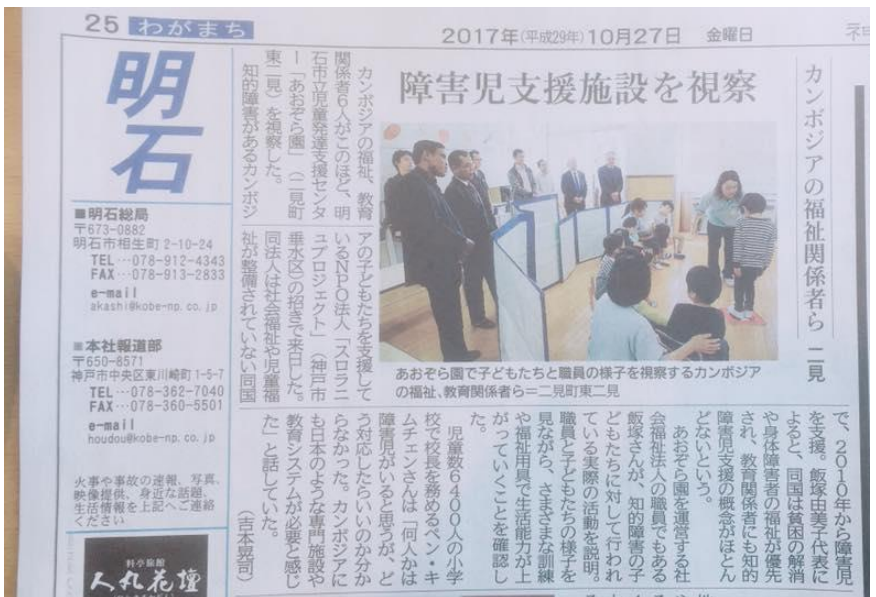 25 わがまち
2017年(平成29年)10月27日 金曜日
明石
■明石総局
〒673-0882
明石市相生町2-10-24
TEL…078-912-4343
FAX…078-913-2833
e-mail
akashi@kobe-np.co.jp
■本社報道部
〒650-8571
神戸市中央区東川崎町1-5-7
TEL…078-362-7040
FAX…078-360-5501
e-mail
houdou@kobe-np.co.jp
火事や事故の速報、写真、
映像提供、身近な話題、
生活情報を上記へご連絡
ください
料亭旅館
人丸花壇
カンボジアの福祉関係者ら 二見
障害児支援施設を視察
カンボジアの福祉、教育
関係者6人がこのほど、明
石市立児童発達支援センタ
ー「あおぞら園」(二見町
東二見)を視察した。
知的障害があるカンボジ
アの子どもたちを支援して
いるNPO法人「スロラニ
ュプロジェクト」(神戸市
垂水区)の招きで来日した。
同法人は社会福祉や児童福
祉が整備されていない同国
あおぞら園で子どもたちと職員の様子を視察するカンボジア
の福祉、教育関係者ら=二見町東二見
で、2010年から障害児
を支援。飯塚由美子代表に
よると、同国は貧困の解消
や身体障害者の福祉が優先
され、教育関係者にも知的
障害児支援の概念がほとん
どないという。
あおぞら園を運営する社
会福祉法人の職員でもある
飯塚さんが、知的障害の子
どもたちに対して行われ
ている実際の活動を説明。
職員と子どもたちの様子を
見ながら、さまざまな訓練
や福祉用具で生活能力が上
がっていくことを確認し
た。
児童数6400人の小学
校で校長を務めるペン・キ
ムチェンさんは「何人かは
障害児がいると思うが、ど
う対応したらいいのか分か
らなかった。カンボジアに
も日本のような専門施設や
教育システムが必要と感じ
た」と話していた。
(吉本晃司)